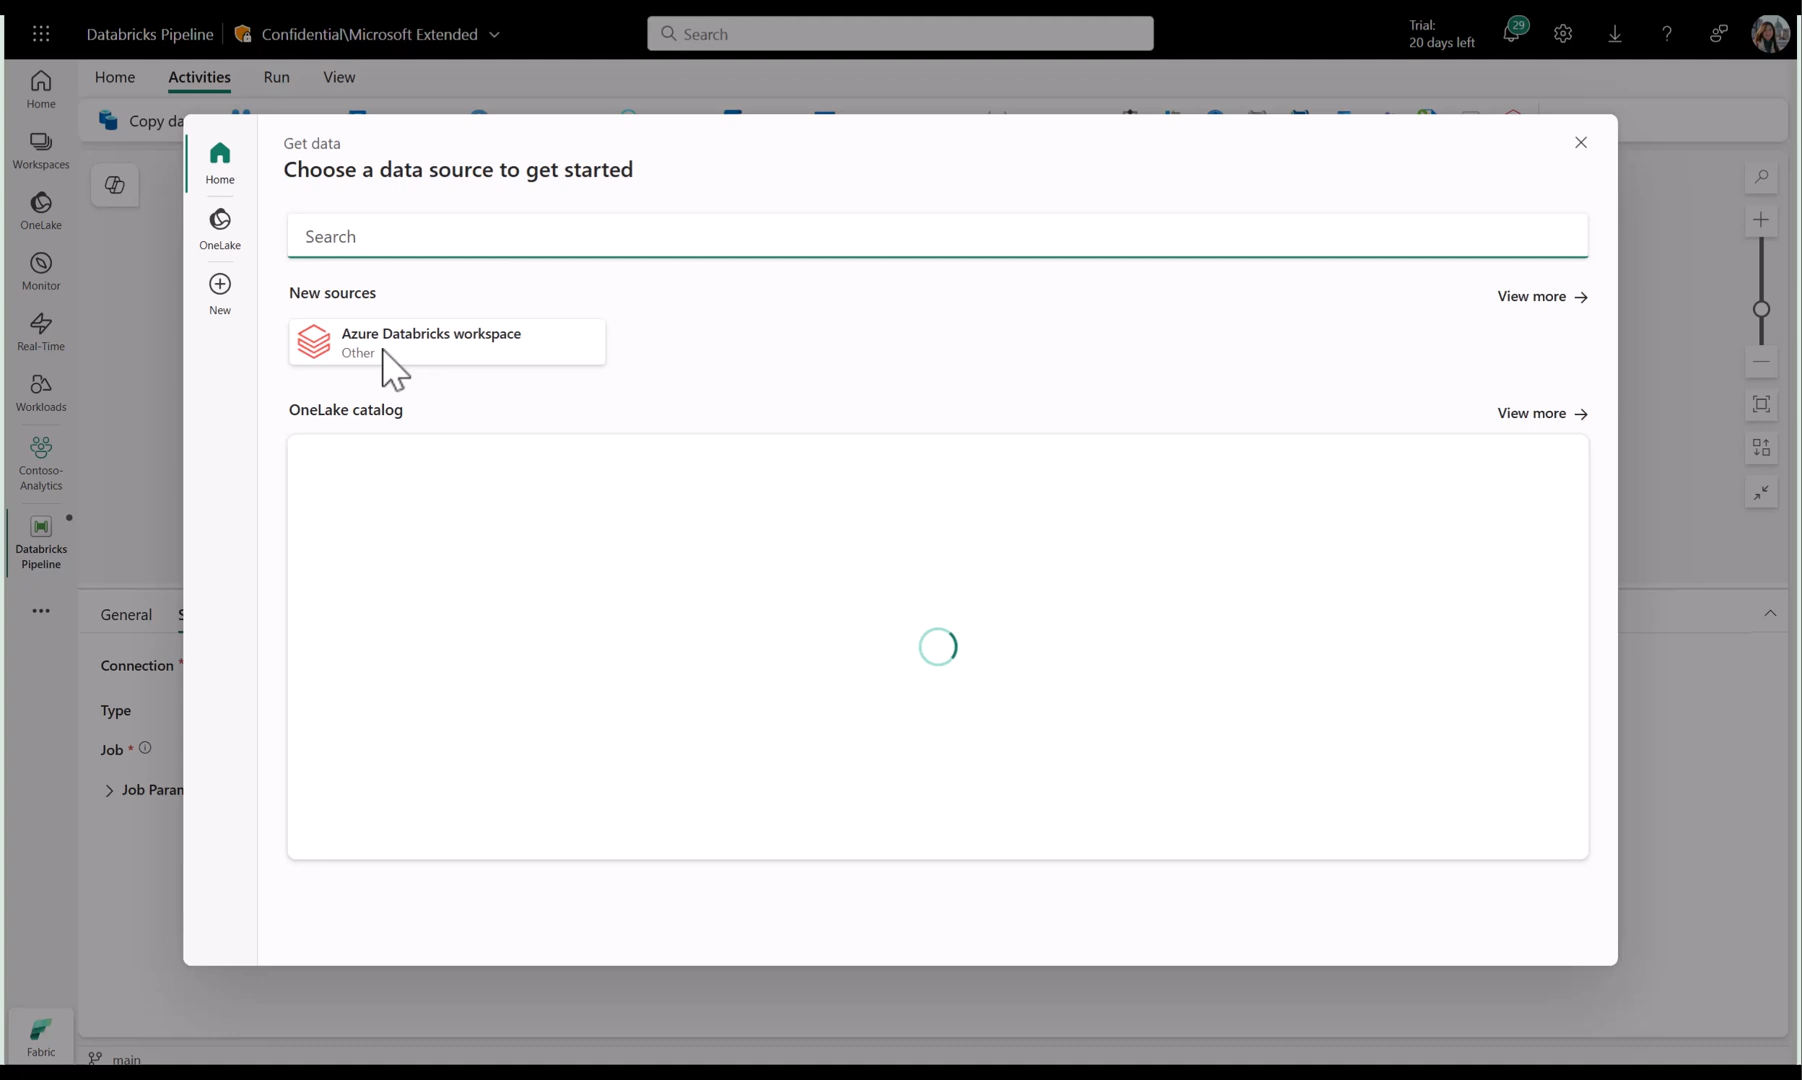 Databricks Pipeline
Confidential\Microsoft Extended
Search
Trial:
20 days left
29
Home
Activities
Run
View
Home
Workspaces
OneLake
Monitor
Real-Time
Workloads
Contoso-
Analytics
Databricks
Pipeline
Fabric
Copy da
Home
OneLake
New
Get data
Choose a data source to get started
Search
New sources
View more
Azure Databricks workspace
Other
OneLake catalog
View more
General S
Connection *
Type
Job *
Job Param
main